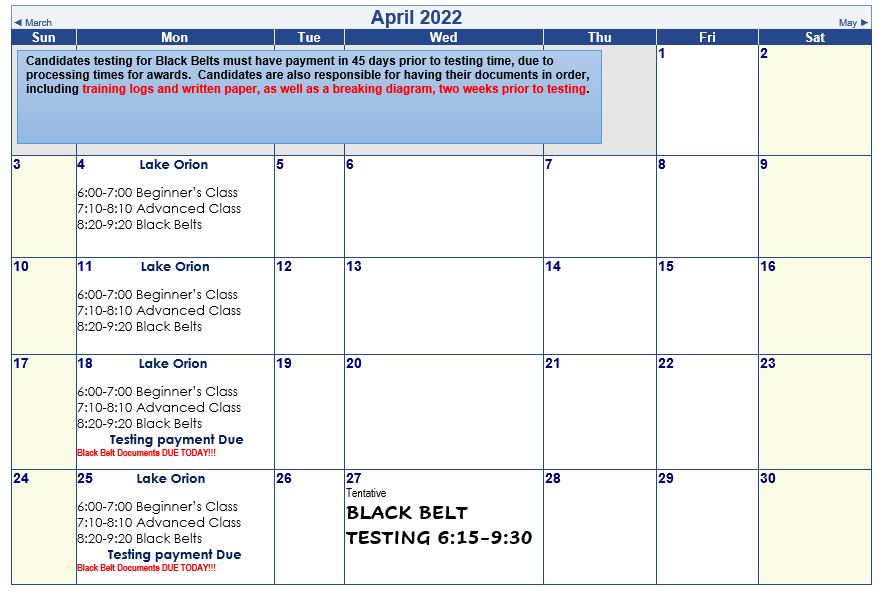 ◄ March
April 2022
May ►
Sun Mon Tue Wed Thu Fri Sat
Candidates testing for Black Belts must have payment in 45 days prior to testing time, due to
processing times for awards.  Candidates are also responsible for having their documents in order,
including training logs and written paper, as well as a breaking diagram, two weeks prior to testing.
1
2
3
4 Lake Orion
6:00-7:00 Beginner's Class
7:10-8:10 Advanced Class
8:20-9:20 Black Belts
5
6
7
8
9
10
11 Lake Orion
6:00-7:00 Beginner's Class
7:10-8:10 Advanced Class
8:20-9:20 Black Belts
12
13
14
15
16
17
18 Lake Orion
6:00-7:00 Beginner's Class
7:10-8:10 Advanced Class
8:20-9:20 Black Belts
Testing payment Due
Black Belt Documents DUE TODAY!!!
19
20
21
22
23
24
25 Lake Orion
6:00-7:00 Beginner's Class
7:10-8:10 Advanced Class
8:20-9:20 Black Belts
Testing payment Due
Black Belt Documents DUE TODAY!!!
26
27
Tentative
BLACK BELT
TESTING 6:15-9:30
28
29
30